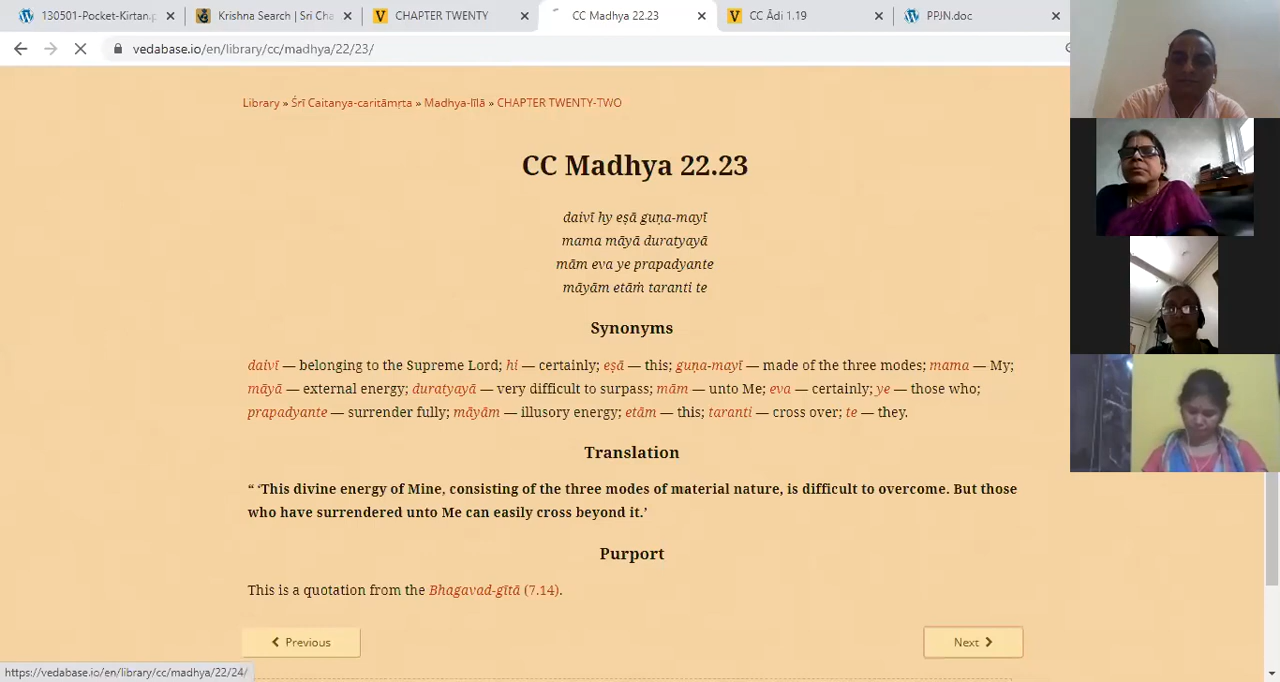 130501-Pocket-Kirtan.p
Krishna Search | Sri Cha
CHAPTER TWENTY
CC Madhya 22.23
CC Ādi 1.19
PPJN.doc
vedabase.io/en/library/cc/madhya/22/23/
Library » Śrī Caitanya-caritāmṛta » Madhya-līlā » CHAPTER TWENTY-TWO
CC Madhya 22.23
daivī hy eṣā guṇa-mayī
mama māyā duratyayā
mām eva ye prapadyante
māyām etāṁ taranti te
Synonyms
daivī — belonging to the Supreme Lord; hi — certainly; eṣā — this; guṇa-mayī — made of the three modes; mama — My;
māyā — external energy; duratyayā — very difficult to surpass; mām — unto Me; eva — certainly; ye — those who;
prapadyante — surrender fully; māyām — illusory energy; etām — this; taranti — cross over; te — they.
Translation
“ ‘This divine energy of Mine, consisting of the three modes of material nature, is difficult to overcome. But those
who have surrendered unto Me can easily cross beyond it.’
Purport
This is a quotation from the Bhagavad-gītā (7.14).
Previous
Next
https://vedabase.io/en/library/cc/madhya/22/24/